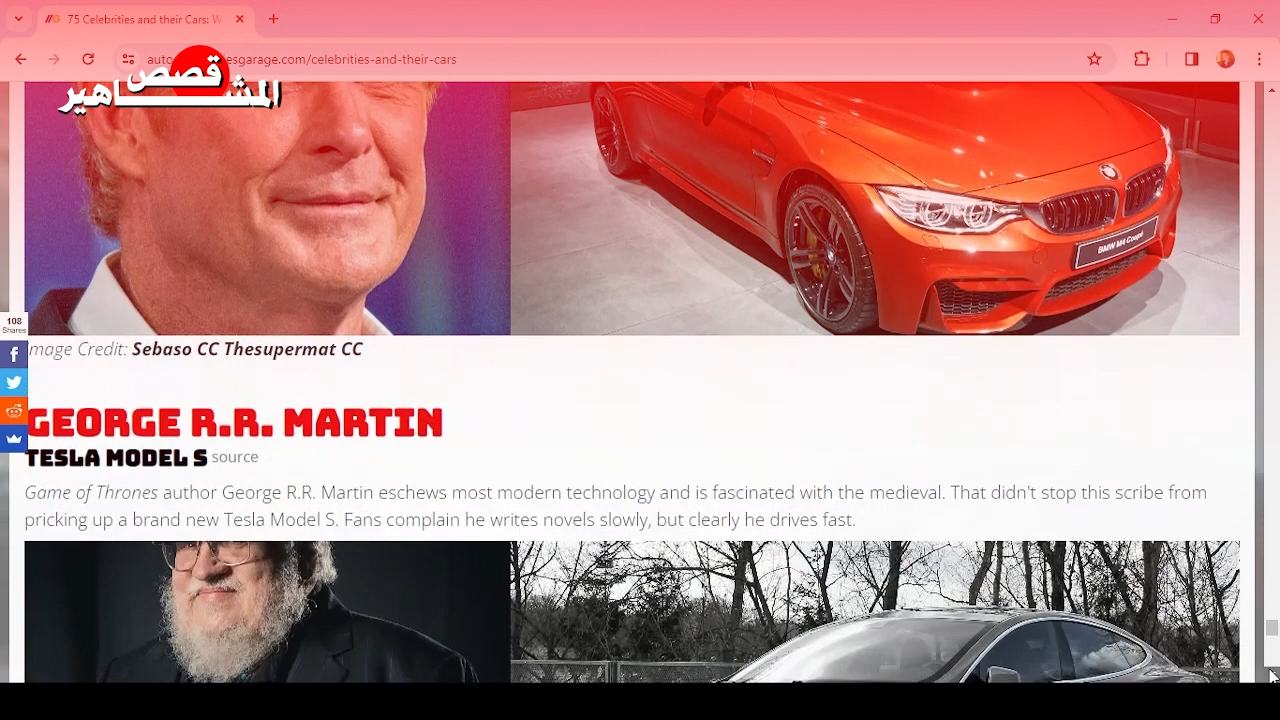 75 Celebrities and their Cars: W
esgarage.com/celebrities-and-their-cars
قصص
المشاهير
BMW M4 Coupé
108
Shares
mage Credit: Sebaso CC Thesupermat CC
GEORGE R.R. MARTIN
TESLA MODEL S source
Game of Thrones author George R.R. Martin eschews most modern technology and is fascinated with the medieval. That didn't stop this scribe from
pricking up a brand new Tesla Model S. Fans complain he writes novels slowly, but clearly he drives fast.